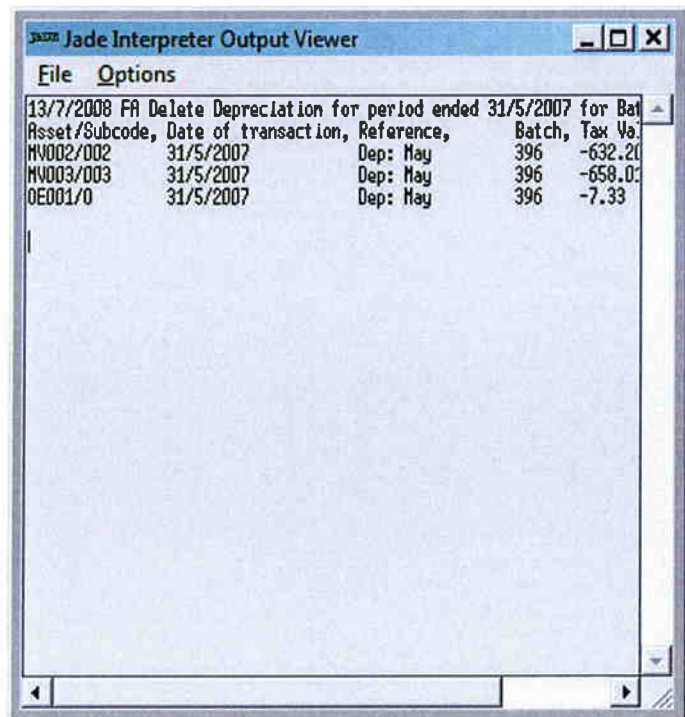 JADE Jade Interpreter Output Viewer
File Options
13/7/2008 FA Delete Depreciation for period ended 31/5/2007 for Bat
Asset/Subcode, Date of transaction, Reference, Batch, Tax Va
MV002/002 31/5/2007 Dep: May 396 -632.20
MV003/003 31/5/2007 Dep: May 396 -658.0
OE001/0 31/5/2007 Dep: May 396 -7.33